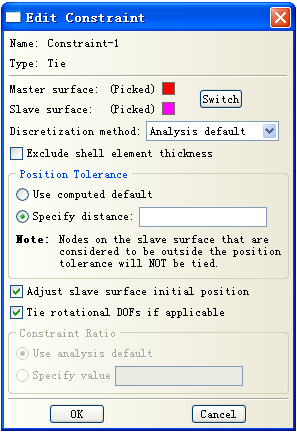 Edit Constraint
Name: Constraint-1
Type: Tie
Master surface: (Picked)
Slave surface: (Picked)
Switch
Discretization method: Analysis default
Exclude shell element thickness
Position Tolerance
Use computed default
Specify distance:
Note: Nodes on the slave surface that are
considered to be outside the position
tolerance will NOT be tied.
Adjust slave surface initial position
Tie rotational DOFs if applicable
Constraint Ratio
Use analysis default
Specify value
OK Cancel